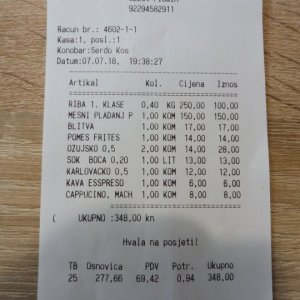 92294582911
Racun br.: 4602-1-1
Kasa:1, posl.:1
Konobar:Serdo Kos
Datum:07.07.18, 19:38:27
Artikal Kol. Cijena Iznos
RIBA 1. KLASE 0,40 KG 250,00 100,00
MESNI PLADANJ P 1,00 KOM 150,00 150,00
BLITVA 1,00 KOM 17,00 17,00
POMES FRITES 1,00 KOM 14,00 14,00
OZUJSKO 0,5 2,00 KOM 14,00 28,00
SOK BOCA 0,20 1,00 LIT 13,00 13,00
KARLOVACKO 0,5 1,00 KOM 12,00 12,00
KAVA ESSPRESO 1,00 KOM 6,00 6,00
CAPPUCINO, MACH 1,00 KOM 8,00 8,00
( UKUPNO :348,00 kn
Hvala na posjeti!
TB Osnovica PDV Potr. Ukupno
25 277,66 69,42 0,94 348,00